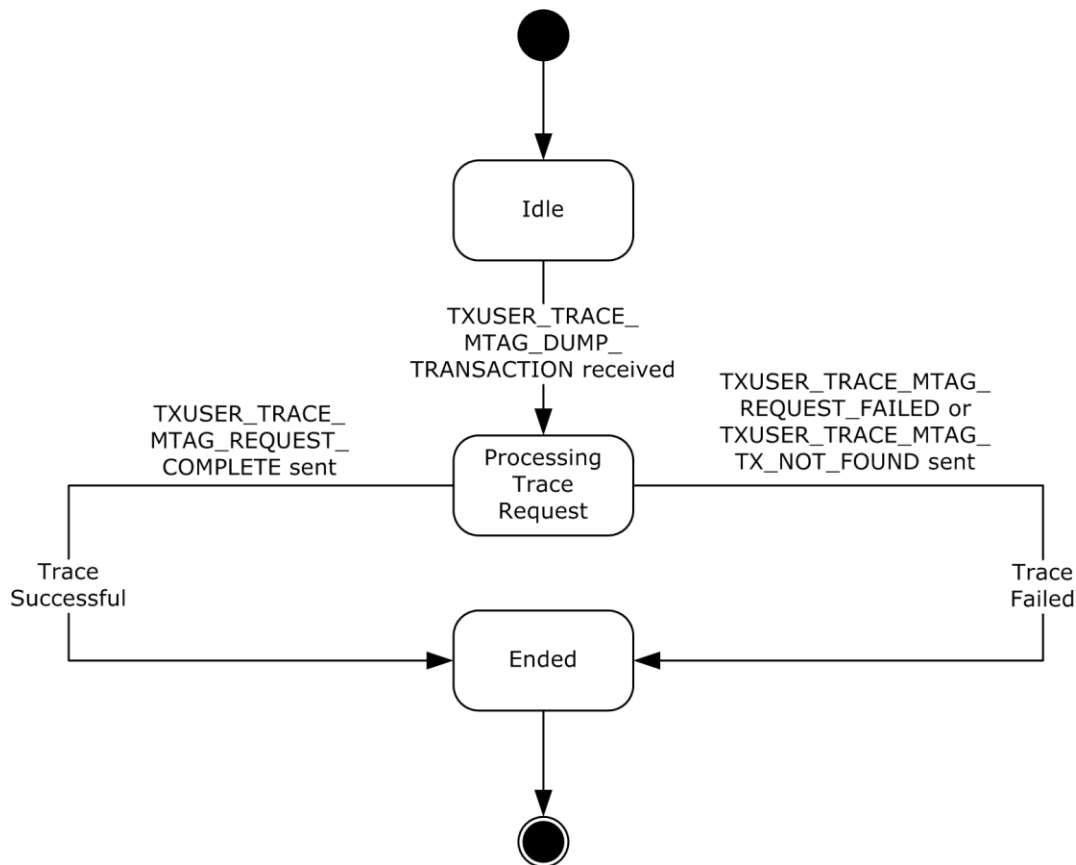 Idle
TXUSER_TRACE_
MTAG_DUMP_
TRANSACTION received
TXUSER_TRACE_
MTAG_REQUEST_
COMPLETE sent
TXUSER_TRACE_MTAG_
REQUEST_FAILED or
TXUSER_TRACE_MTAG_
TX_NOT_FOUND sent
Processing
Trace
Request
Trace
Successful
Trace
Failed
Ended